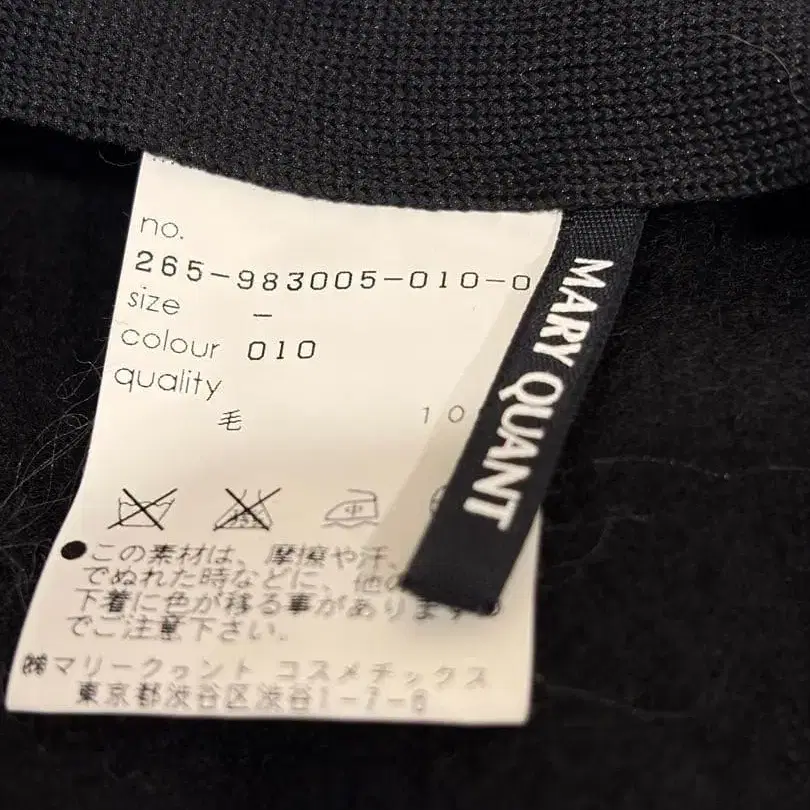 no.
265-983005-010-0
size -
colour 010
quality
毛 10
中
●この素材は、摩擦や汗、
でぬれた時などに、他の
下着に色が移る事があります
でご注意下さい。
㈱マリークヮント コスメチックス
東京都渋谷区渋谷1-7-6
MARY QUANT